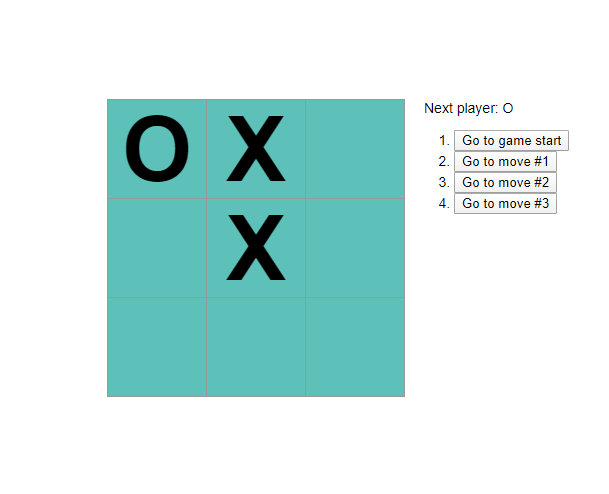 Next player: O
1. Go to game start
2. Go to move #1
3. Go to move #2
4. Go to move #3
O X
X